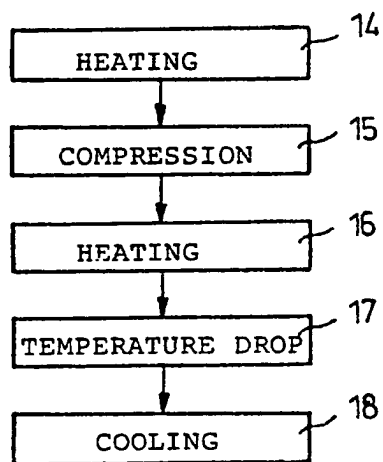 14
HEATING
15
COMPRESSION
16
HEATING
17
TEMPERATURE DROP
18
COOLING